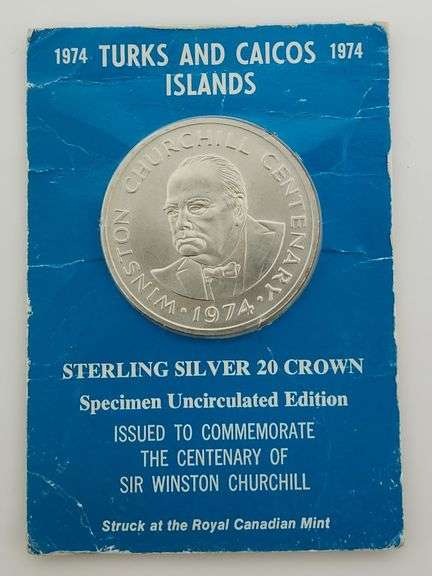 1974 TURKS AND CAICOS 1974
ISLANDS
WINSTON CHURCHILL CENTENARY
· 1974 ·
STERLING SILVER 20 CROWN
Specimen Uncirculated Edition
ISSUED TO COMMEMORATE
THE CENTENARY OF
SIR WINSTON CHURCHILL
Struck at the Royal Canadian Mint